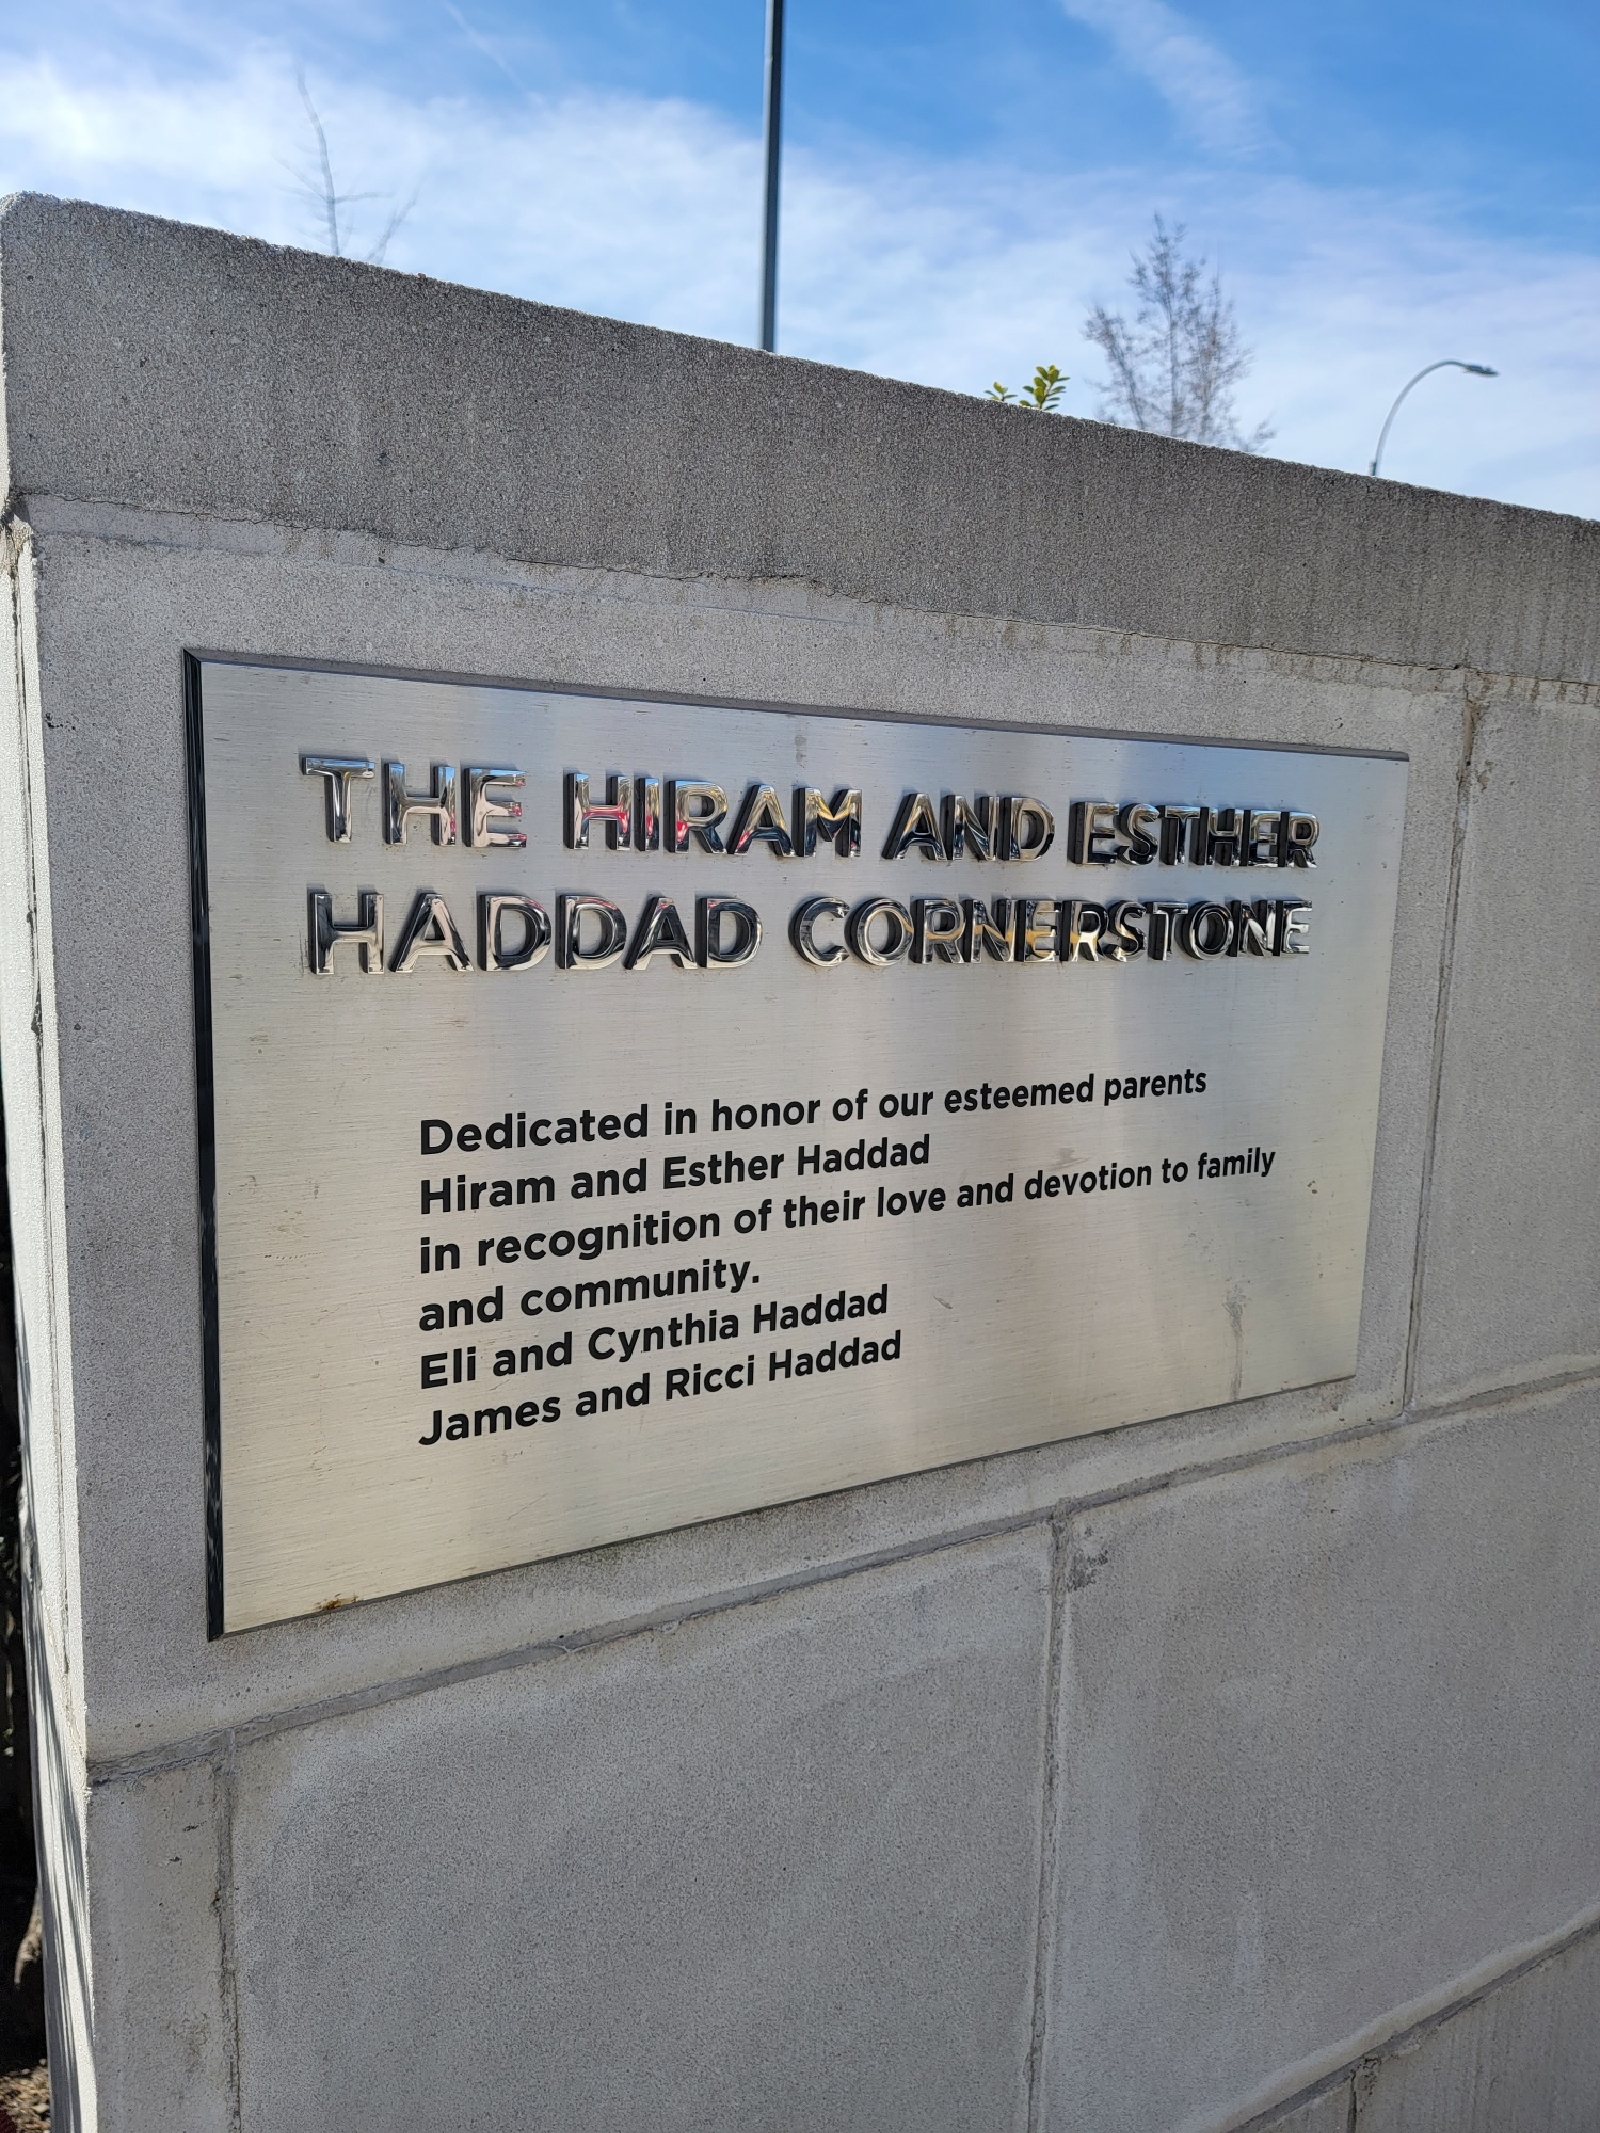 THE HIRAM AND ESTHER
HADDAD CORNERSTONE
Dedicated in honor of our esteemed parents
Hiram and Esther Haddad
in recognition of their love and devotion to family
and community.
Eli and Cynthia Haddad
James and Ricci Haddad